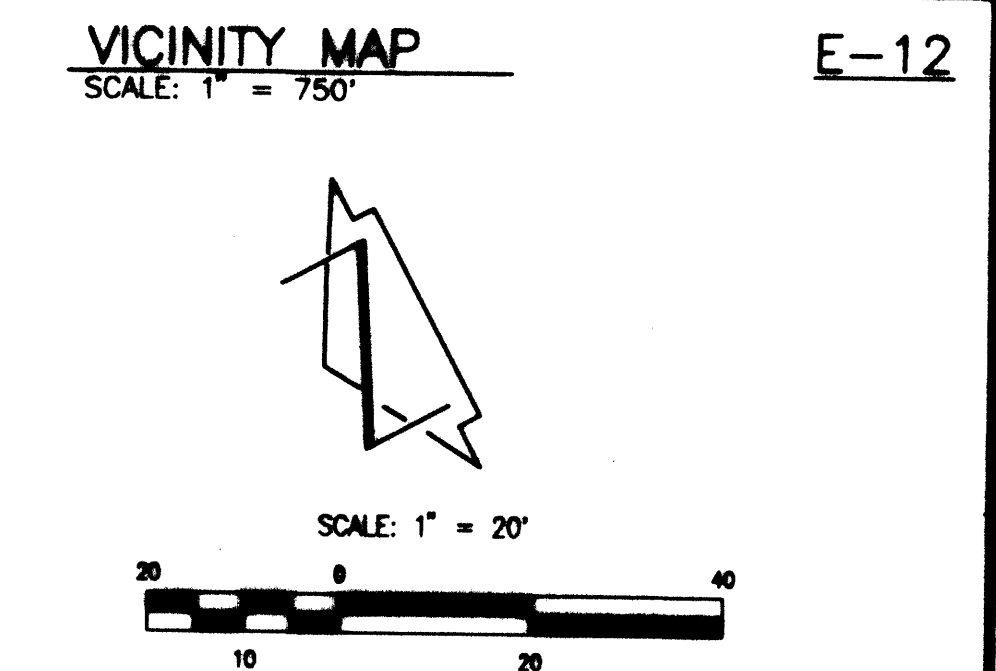 VICINITY MAP
E-12
SCALE: 1" = 750'
SCALE: 1" = 20'
20 0 40
10 20